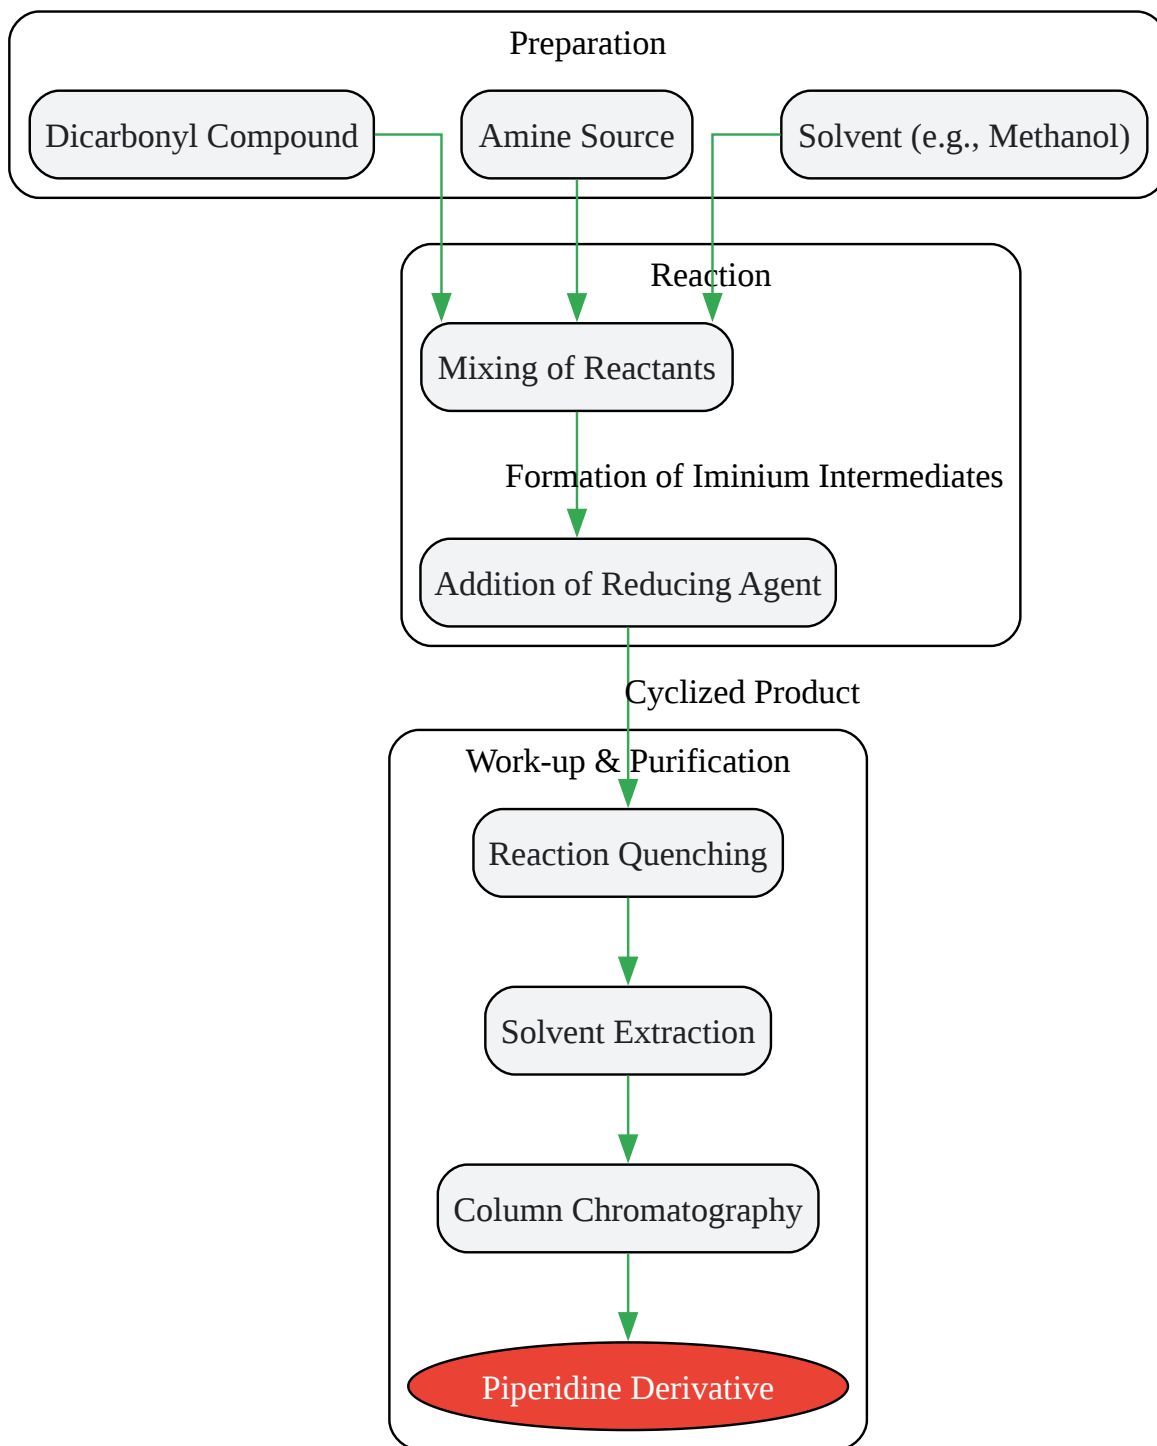 Preparation
Dicarbonyl Compound
Amine Source
Solvent (e.g., Methanol)
Reaction
Mixing of Reactants
Formation of Iminium Intermediates
Addition of Reducing Agent
Cyclized Product
Work-up & Purification
Reaction Quenching
Solvent Extraction
Column Chromatography
Piperidine Derivative